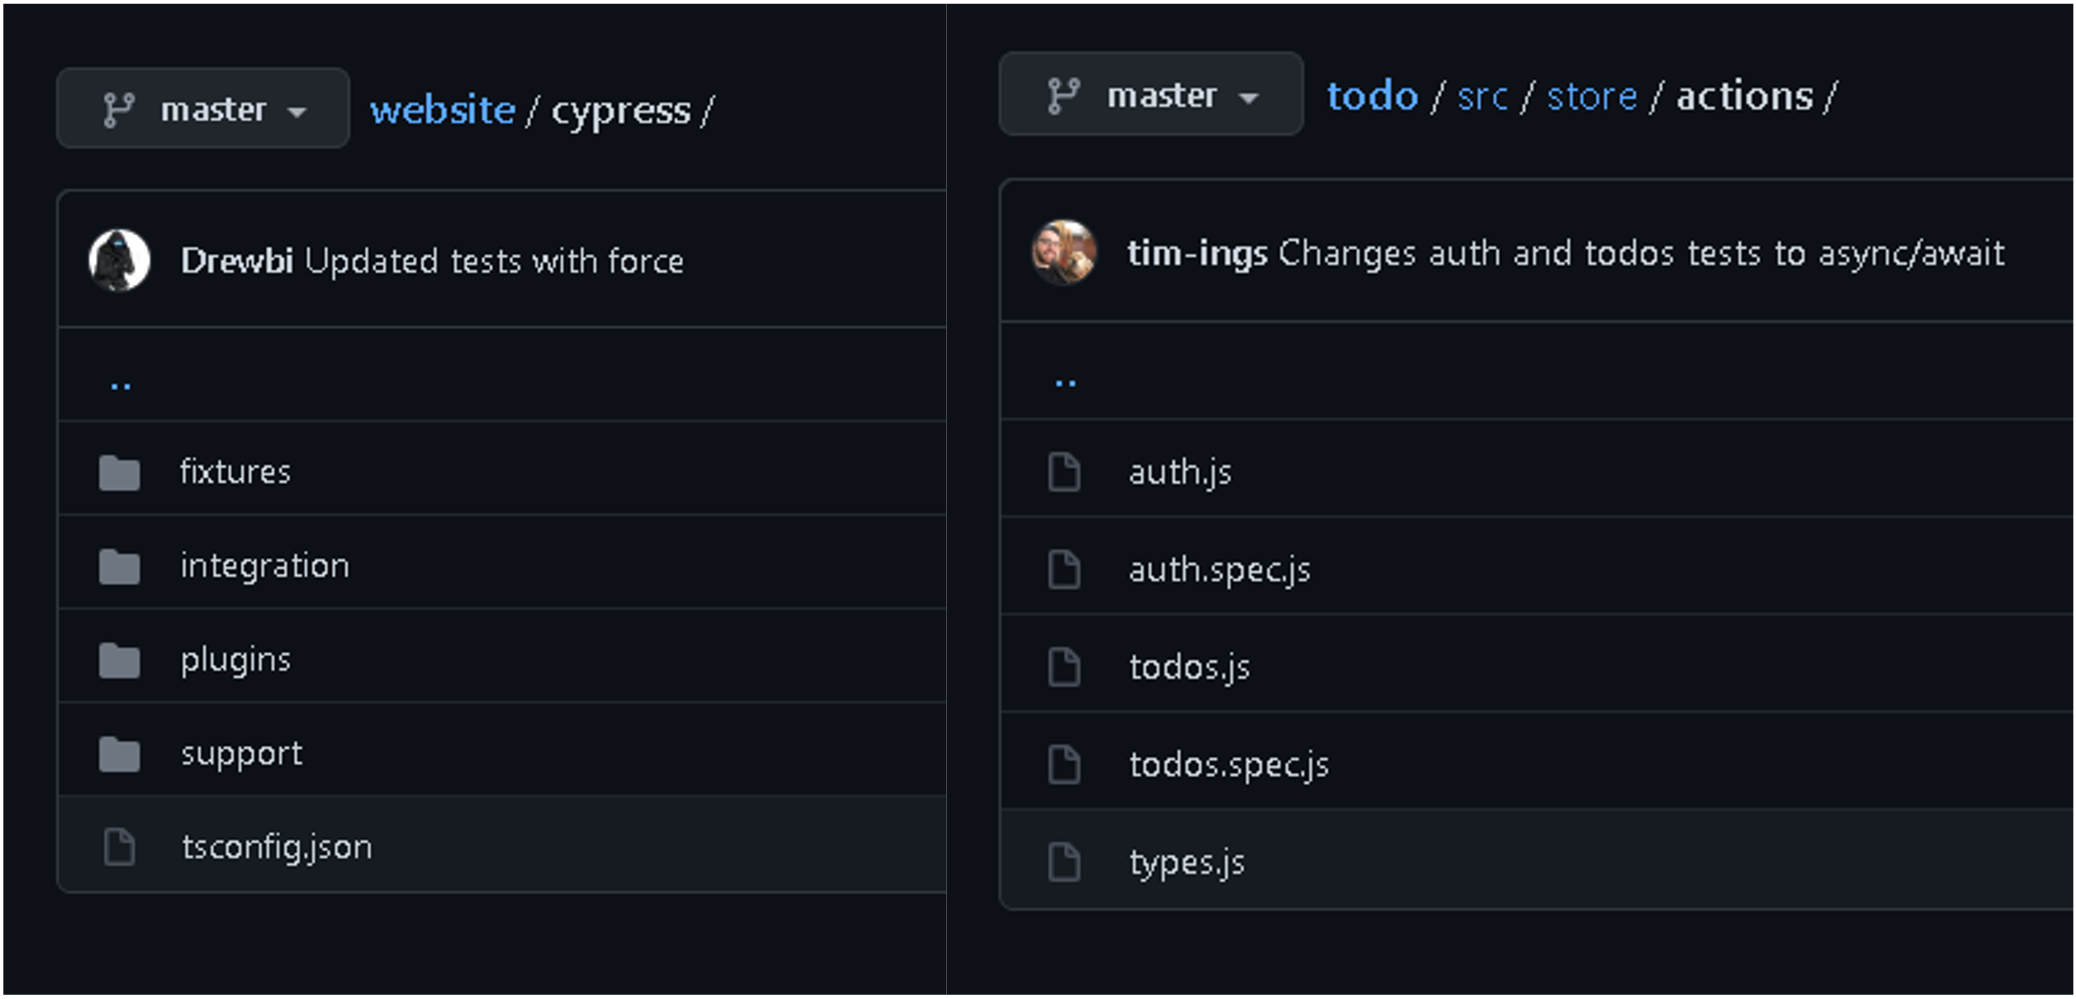 master website / cypress /
Drewbi Updated tests with force
..
fixtures
integration
plugins
support
tsconfig.json
master todo / src / store / actions /
tim-ings Changes auth and todos tests to async/await
..
auth.js
auth.spec.js
todos.js
todos.spec.js
types.js